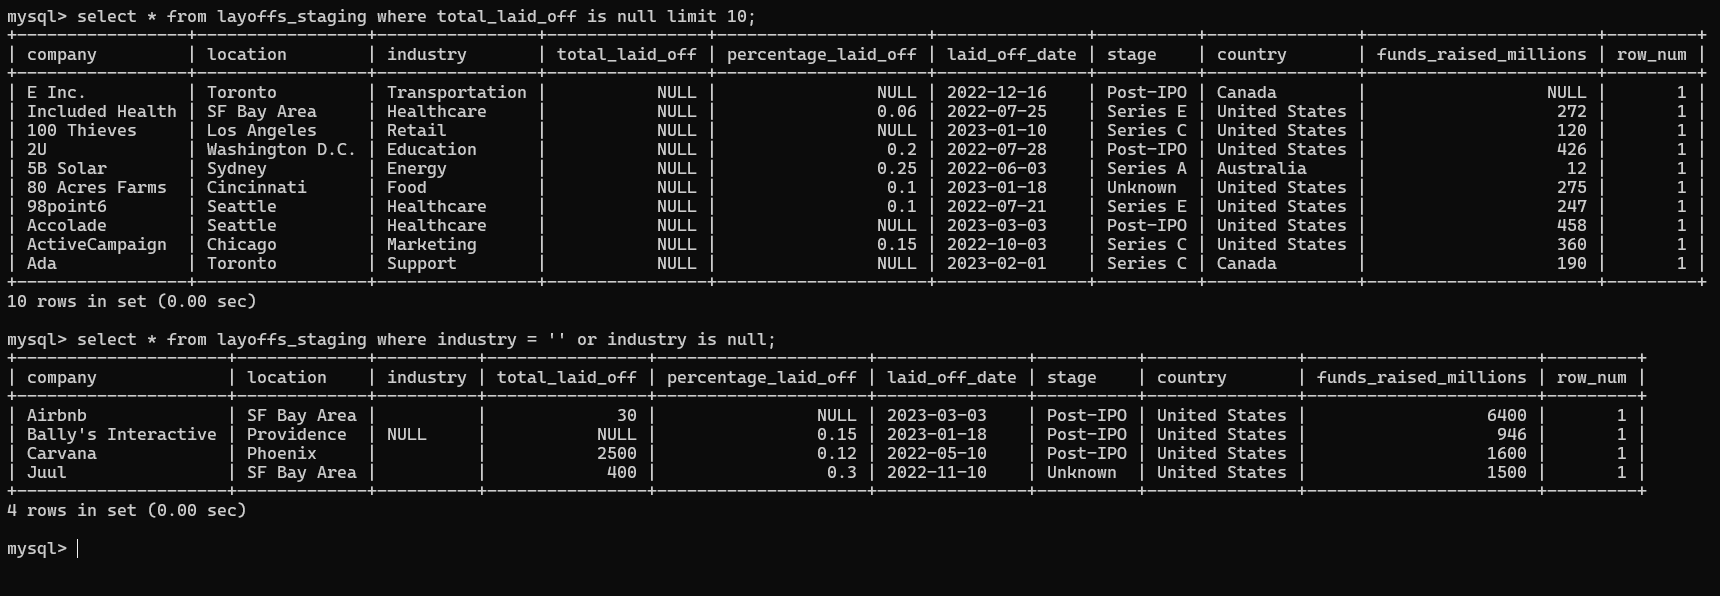 mysql> select * from layoffs_staging where total_laid_off is null limit 10;
+-----------------+-----------------+----------------+----------------+---------------------+---------------+----------+---------------+-----------------------+---------+
| company         | location        | industry       | total_laid_off | percentage_laid_off | laid_off_date | stage    | country       | funds_raised_millions | row_num |
+-----------------+-----------------+----------------+----------------+---------------------+---------------+----------+---------------+-----------------------+---------+
| E Inc.          | Toronto         | Transportation |           NULL |                NULL | 2022-12-16    | Post-IPO | Canada        |                  NULL |       1 |
| Included Health | SF Bay Area     | Healthcare     |           NULL |                0.06 | 2022-07-25    | Series E | United States |                   272 |       1 |
| 100 Thieves     | Los Angeles     | Retail         |           NULL |                NULL | 2023-01-10    | Series C | United States |                   120 |       1 |
| 2U              | Washington D.C. | Education      |           NULL |                 0.2 | 2022-07-28    | Post-IPO | United States |                   426 |       1 |
| 5B Solar        | Sydney          | Energy         |           NULL |                0.25 | 2022-06-03    | Series A | Australia     |                    12 |       1 |
| 80 Acres Farms  | Cincinnati      | Food           |           NULL |                 0.1 | 2023-01-18    | Unknown  | United States |                   275 |       1 |
| 98point6        | Seattle         | Healthcare     |           NULL |                 0.1 | 2022-07-21    | Series E | United States |                   247 |       1 |
| Accolade        | Seattle         | Healthcare     |           NULL |                NULL | 2023-03-03    | Post-IPO | United States |                   458 |       1 |
| ActiveCampaign  | Chicago         | Marketing      |           NULL |                0.15 | 2022-10-03    | Series C | United States |                   360 |       1 |
| Ada             | Toronto         | Support        |           NULL |                NULL | 2023-02-01    | Series C | Canada        |                   190 |       1 |
+-----------------+-----------------+----------------+----------------+---------------------+---------------+----------+---------------+-----------------------+---------+
10 rows in set (0.00 sec)

mysql> select * from layoffs_staging where industry = '' or industry is null;
+---------------------+-------------+----------+----------------+---------------------+---------------+----------+---------------+-----------------------+---------+
| company             | location    | industry | total_laid_off | percentage_laid_off | laid_off_date | stage    | country       | funds_raised_millions | row_num |
+---------------------+-------------+----------+----------------+---------------------+---------------+----------+---------------+-----------------------+---------+
| Airbnb              | SF Bay Area |          |             30 |                NULL | 2023-03-03    | Post-IPO | United States |                  6400 |       1 |
| Bally's Interactive | Providence  | NULL     |           NULL |                0.15 | 2023-01-18    | Post-IPO | United States |                   946 |       1 |
| Carvana             | Phoenix     |          |           2500 |                0.12 | 2022-05-10    | Post-IPO | United States |                  1600 |       1 |
| Juul                | SF Bay Area |          |            400 |                 0.3 | 2022-11-10    | Unknown  | United States |                  1500 |       1 |
+---------------------+-------------+----------+----------------+---------------------+---------------+----------+---------------+-----------------------+---------+
4 rows in set (0.00 sec)

mysql>